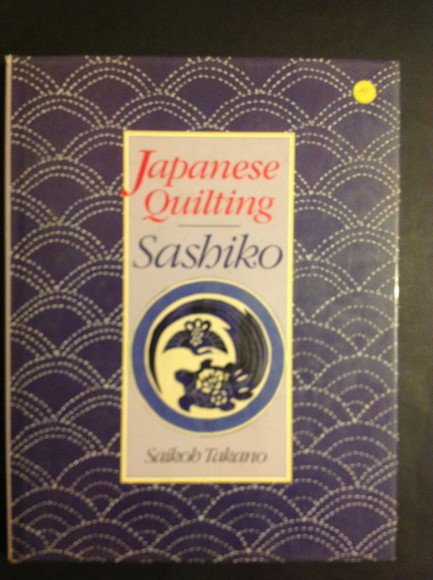 Japanese
Quilting
Sashiko
Saikoh Takano